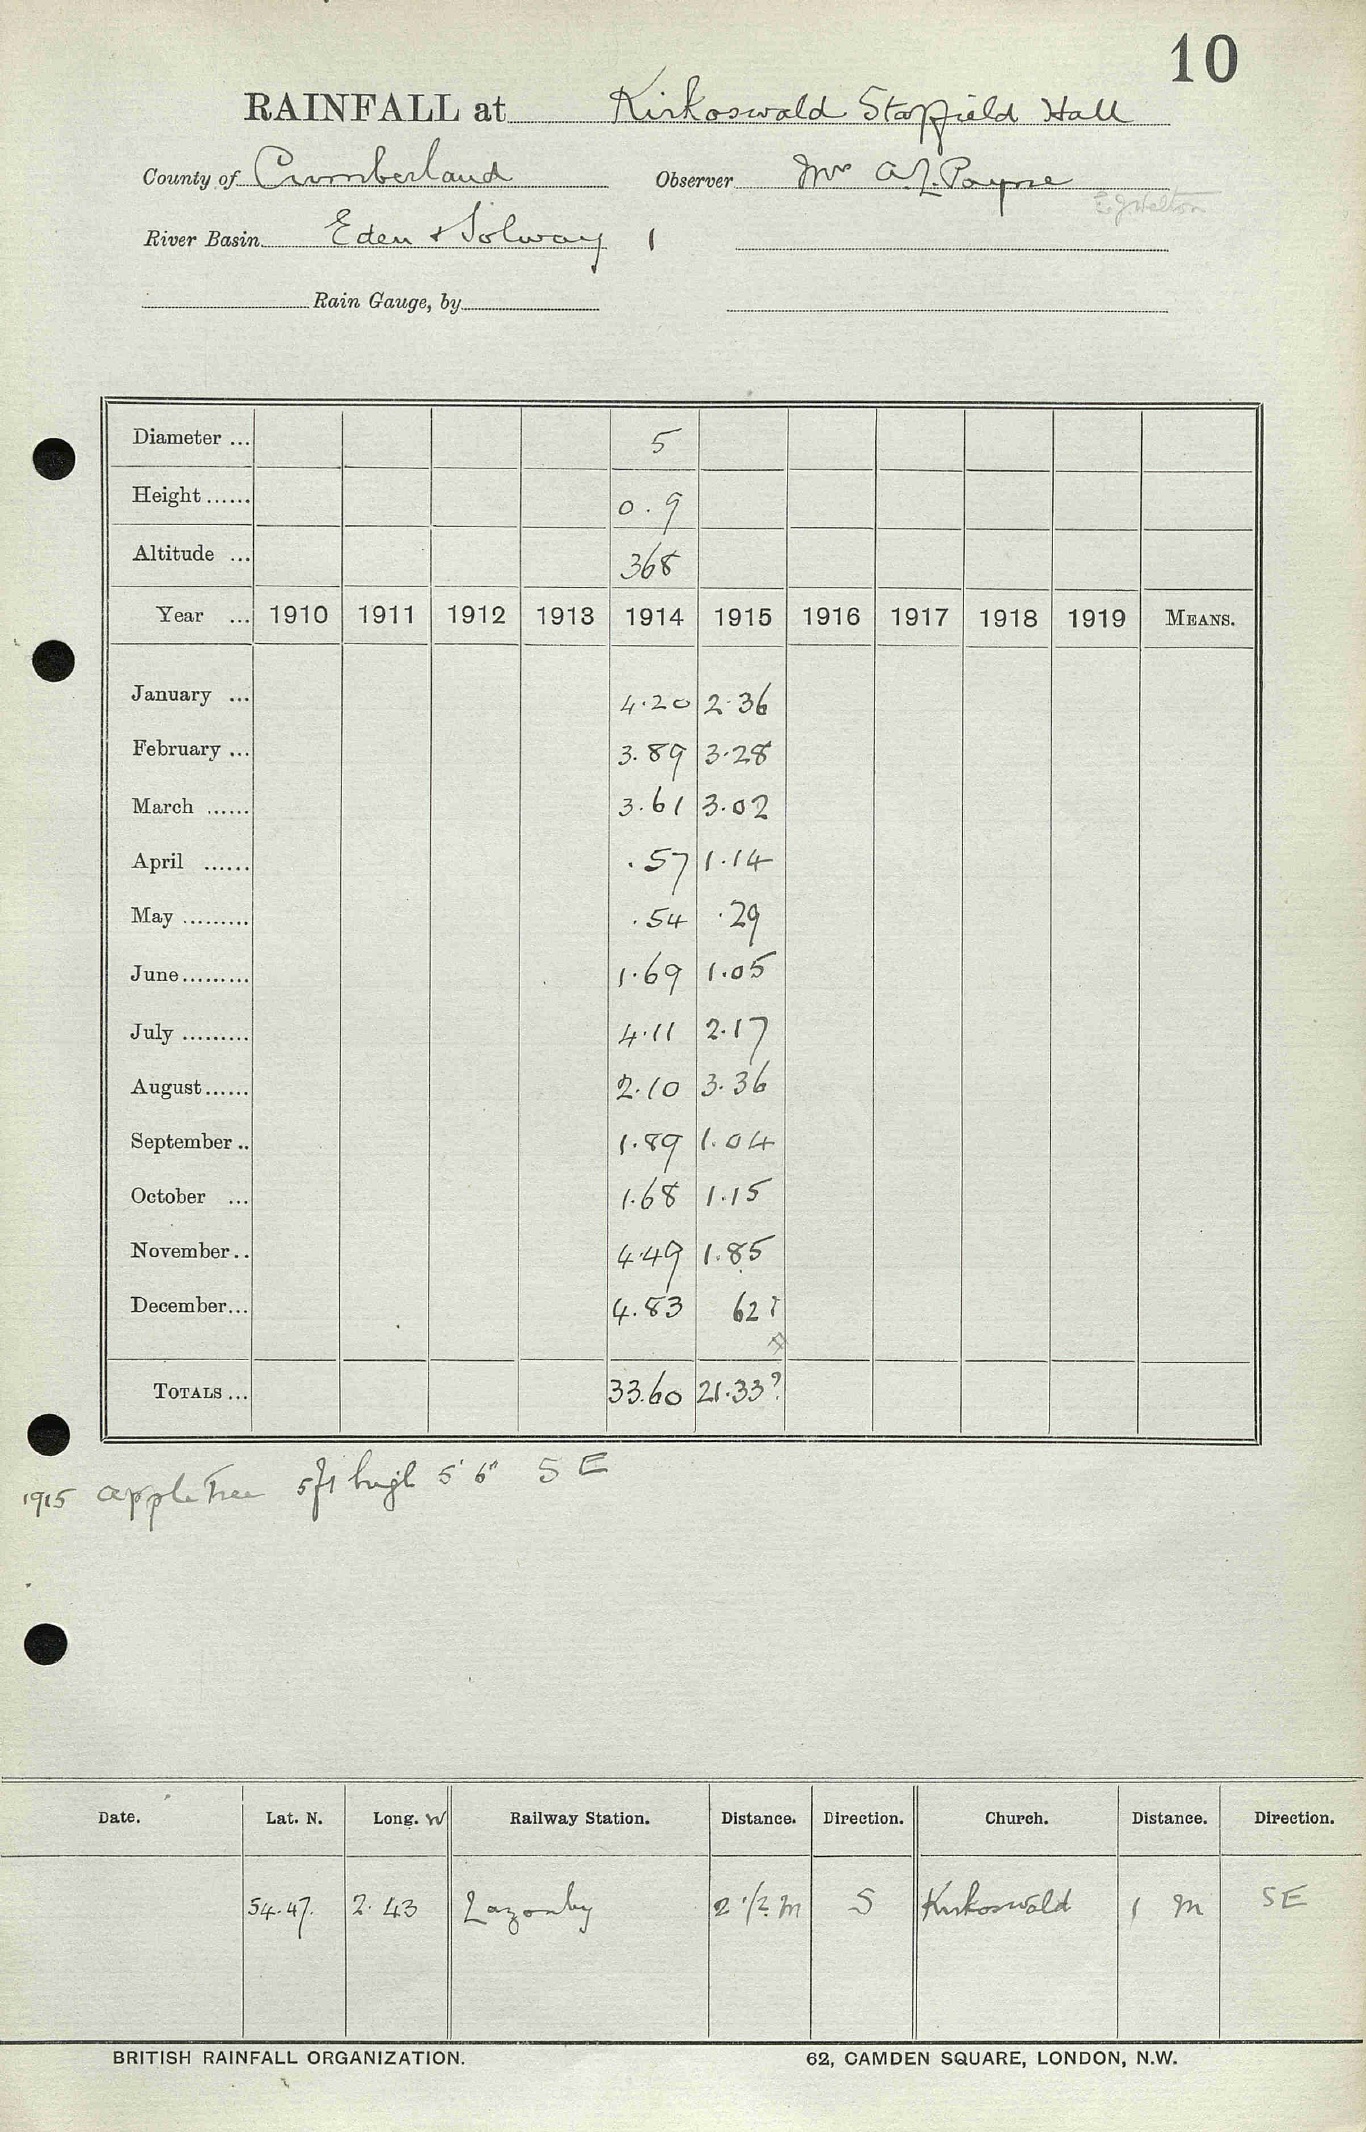 10
RAINFALL at Kirkoswald Staffield Hall
County of Cumberland Observer Mrs A. L. Payne
E. J. Welton
River Basin Eden & Solway 1
Rain Gauge, by
Diameter ... 5
Height ...... 0.9
Altitude ... 368
Year ... 1910 1911 1912 1913 1914 1915 1916 1917 1918 1919 MEANS.
January ... 4.20 2.36
February ... 3.89 3.28
March ...... 3.61 3.02
April ...... .57 1.14
May ......... .54 .29
June ......... 1.69 1.05
July ......... 4.11 2.17
August ...... 2.10 3.36
September .. 1.89 1.04
October ... 1.68 1.15
November .. 4.49 1.85
December ... 4.83 62 ?
TOTALS ... 33.60 21.33?
1915 apple tree 5ft high 5' 6" SE
Date. Lat. N. Long. W Railway Station. Distance. Direction. Church. Distance. Direction.
54.47. 2.43 Lazonby 2 1/2 m S Kirkoswald 1 m SE
BRITISH RAINFALL ORGANIZATION. 62, CAMDEN SQUARE, LONDON, N.W.